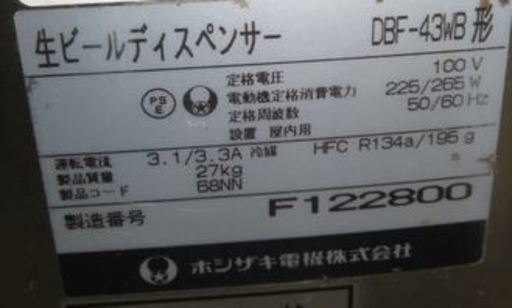 生ビールディスペンサー DBF-43WB 形
定格電圧 100 V
電動機定格消費電力 225/265 W
定格周波数 50/60 Hz
設置 屋内用
PS E
運転電流 3.1/3.3A 冷媒 HFC R134a/195 g
製品質量 27kg
製品コード 68NN
製造番号 F122800
ホシザキ電機株式会社